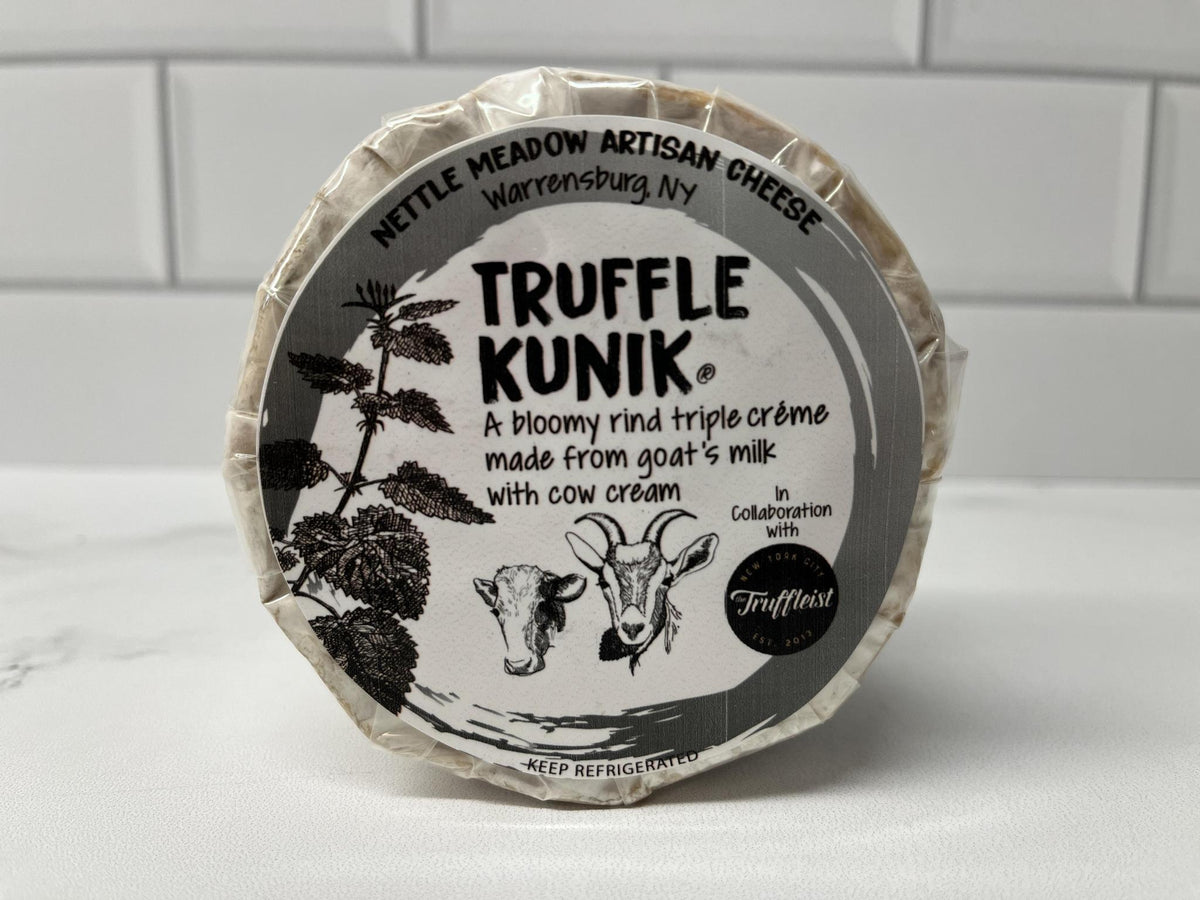 NETTLE MEADOW ARTISAN CHEESE
Warrensburg, NY
TRUFFLE
KUNIK®
A bloomy rind triple créme
made from goat's milk
with cow cream
In
Collaboration
with
NEW YORK CITY
the Truffleist
EST. 2013
KEEP REFRIGERATED